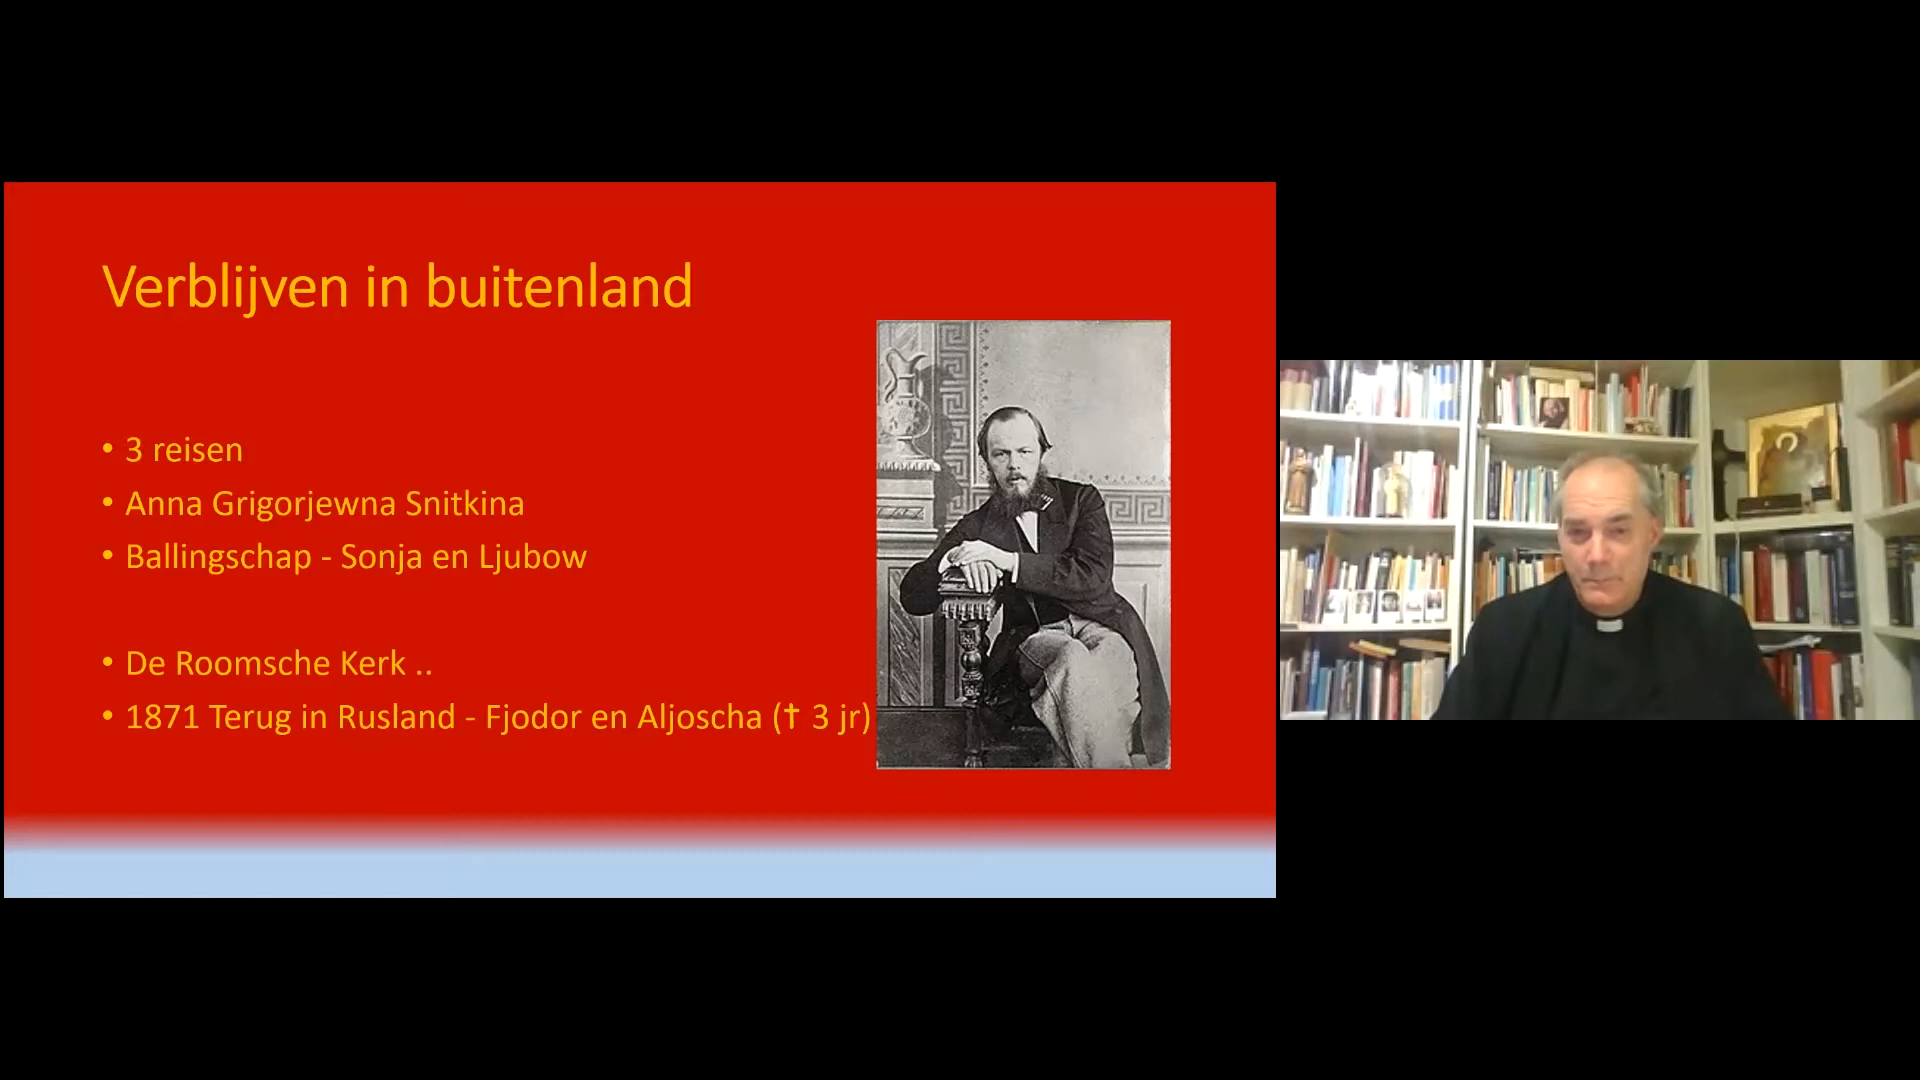 Verblijven in buitenland
• 3 reisen
• Anna Grigorjewna Snitkina
• Ballingschap - Sonja en Ljubow
• De Roomsche Kerk ..
• 1871 Terug in Rusland - Fjodor en Aljoscha († 3 jr)